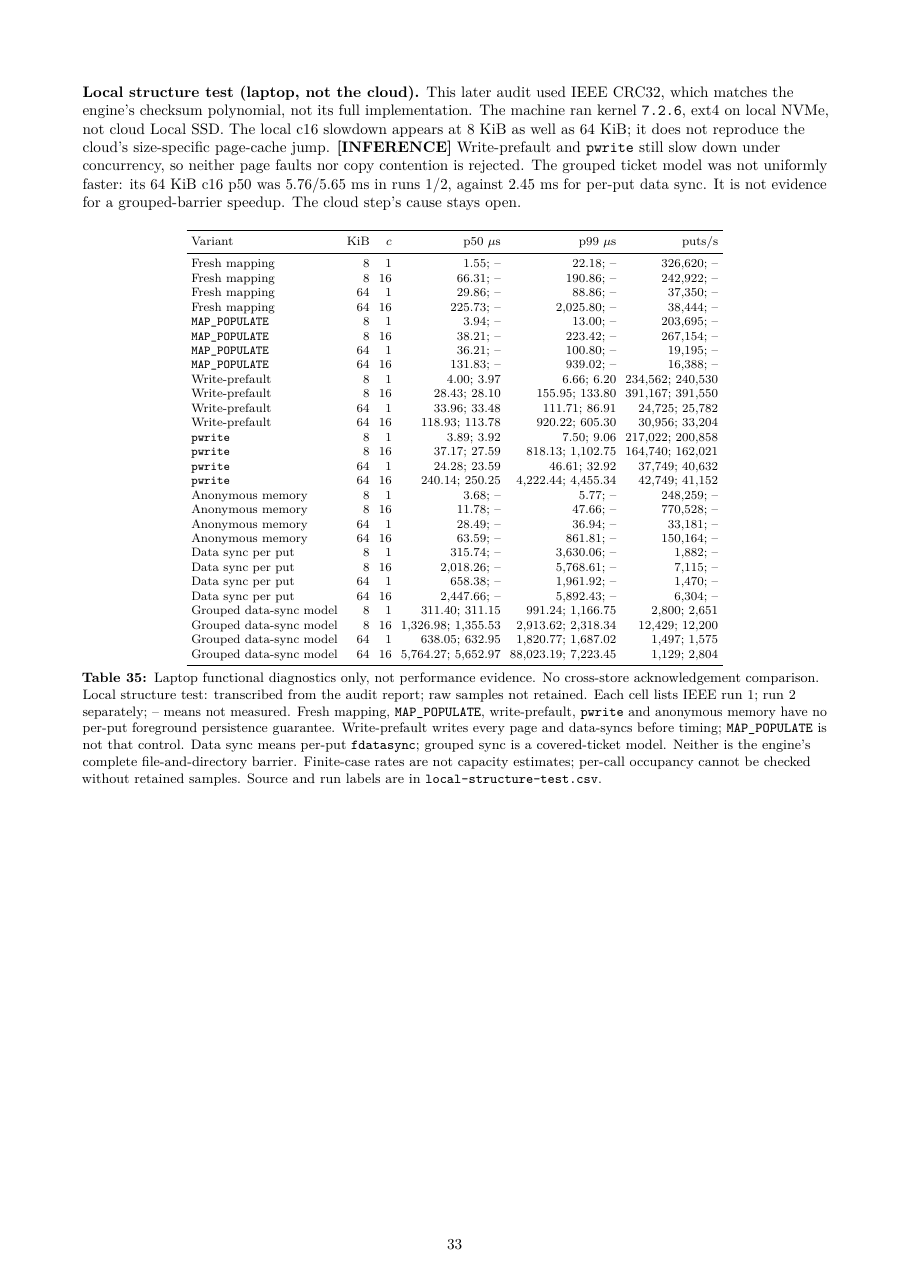 Local structure test (laptop, not the cloud). This later audit used IEEE CRC32, which matches the
engine's checksum polynomial, not its full implementation. The machine ran kernel 7.2.6, ext4 on local NVMe,
not cloud Local SSD. The local c16 slowdown appears at 8 KiB as well as 64 KiB; it does not reproduce the
cloud's size-specific page-cache jump. [INFERENCE] Write-prefault and pwrite still slow down under
concurrency, so neither page faults nor copy contention is rejected. The grouped ticket model was not uniformly
faster: its 64 KiB c16 p50 was 5.76/5.65 ms in runs 1/2, against 2.45 ms for per-put data sync. It is not evidence
for a grouped-barrier speedup. The cloud step's cause stays open.
Variant KiB c p50 μs p99 μs puts/s
Fresh mapping 8 1 1.55; – 22.18; – 326,620; –
Fresh mapping 8 16 66.31; – 190.86; – 242,922; –
Fresh mapping 64 1 29.86; – 88.86; – 37,350; –
Fresh mapping 64 16 225.73; – 2,025.80; – 38,444; –
MAP_POPULATE 8 1 3.94; – 13.00; – 203,695; –
MAP_POPULATE 8 16 38.21; – 223.42; – 267,154; –
MAP_POPULATE 64 1 36.21; – 100.80; – 19,195; –
MAP_POPULATE 64 16 131.83; – 939.02; – 16,388; –
Write-prefault 8 1 4.00; 3.97 6.66; 6.20 234,562; 240,530
Write-prefault 8 16 28.43; 28.10 155.95; 133.80 391,167; 391,550
Write-prefault 64 1 33.96; 33.48 111.71; 86.91 24,725; 25,782
Write-prefault 64 16 118.93; 113.78 920.22; 605.30 30,956; 33,204
pwrite 8 1 3.89; 3.92 7.50; 9.06 217,022; 200,858
pwrite 8 16 37.17; 27.59 818.13; 1,102.75 164,740; 162,021
pwrite 64 1 24.28; 23.59 46.61; 32.92 37,749; 40,632
pwrite 64 16 240.14; 250.25 4,222.44; 4,455.34 42,749; 41,152
Anonymous memory 8 1 3.68; – 5.77; – 248,259; –
Anonymous memory 8 16 11.78; – 47.66; – 770,528; –
Anonymous memory 64 1 28.49; – 36.94; – 33,181; –
Anonymous memory 64 16 63.59; – 861.81; – 150,164; –
Data sync per put 8 1 315.74; – 3,630.06; – 1,882; –
Data sync per put 8 16 2,018.26; – 5,768.61; – 7,115; –
Data sync per put 64 1 658.38; – 1,961.92; – 1,470; –
Data sync per put 64 16 2,447.66; – 5,892.43; – 6,304; –
Grouped data-sync model 8 1 311.40; 311.15 991.24; 1,166.75 2,800; 2,651
Grouped data-sync model 8 16 1,326.98; 1,355.53 2,913.62; 2,318.34 12,429; 12,200
Grouped data-sync model 64 1 638.05; 632.95 1,820.77; 1,687.02 1,497; 1,575
Grouped data-sync model 64 16 5,764.27; 5,652.97 88,023.19; 7,223.45 1,129; 2,804
Table 35: Laptop functional diagnostics only, not performance evidence. No cross-store acknowledgement comparison.
Local structure test: transcribed from the audit report; raw samples not retained. Each cell lists IEEE run 1; run 2
separately; – means not measured. Fresh mapping, MAP_POPULATE, write-prefault, pwrite and anonymous memory have no
per-put foreground persistence guarantee. Write-prefault writes every page and data-syncs before timing; MAP_POPULATE is
not that control. Data sync means per-put fdatasync; grouped sync is a covered-ticket model. Neither is the engine's
complete file-and-directory barrier. Finite-case rates are not capacity estimates; per-call occupancy cannot be checked
without retained samples. Source and run labels are in local-structure-test.csv.
33